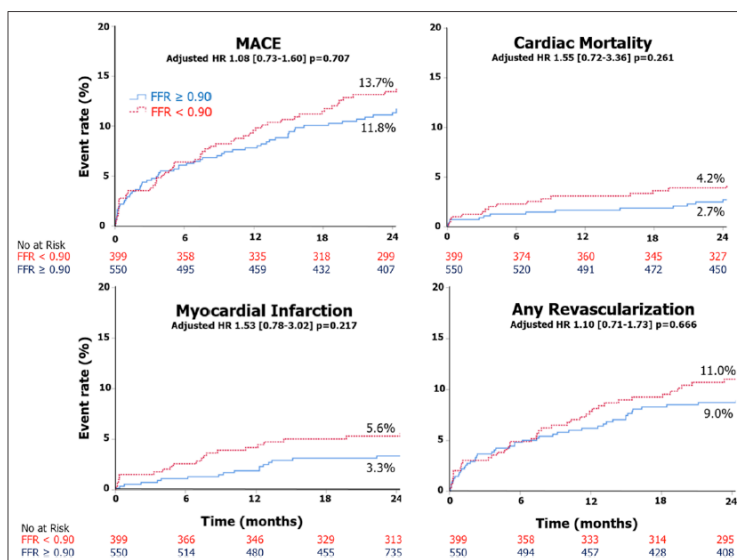 MACE
Adjusted HR 1.08 [0.73-1.60] p=0.707
Event rate (%)
20
15
10
5
0
FFR ≥ 0.90
FFR < 0.90
13.7%
11.8%
0 6 12 18 24
No at Risk
FFR < 0.90 399 358 335 318 299
FFR ≥ 0.90 550 495 459 432 407
Cardiac Mortality
Adjusted HR 1.55 [0.72-3.36] p=0.261
20
15
10
5
0
4.2%
2.7%
0 6 12 18 24
399 374 360 345 327
550 520 491 472 450
Myocardial Infarction
Adjusted HR 1.53 [0.78-3.02] p=0.217
Event rate (%)
20
15
10
5
0
5.6%
3.3%
0 6 12 18 24
Time (months)
No at Risk
FFR < 0.90 399 366 346 329 313
FFR ≥ 0.90 550 514 480 455 735
Any Revascularization
Adjusted HR 1.10 [0.71-1.73] p=0.666
20
15
10
5
0
11.0%
9.0%
0 6 12 18 24
Time (months)
399 358 333 314 295
550 494 457 428 408